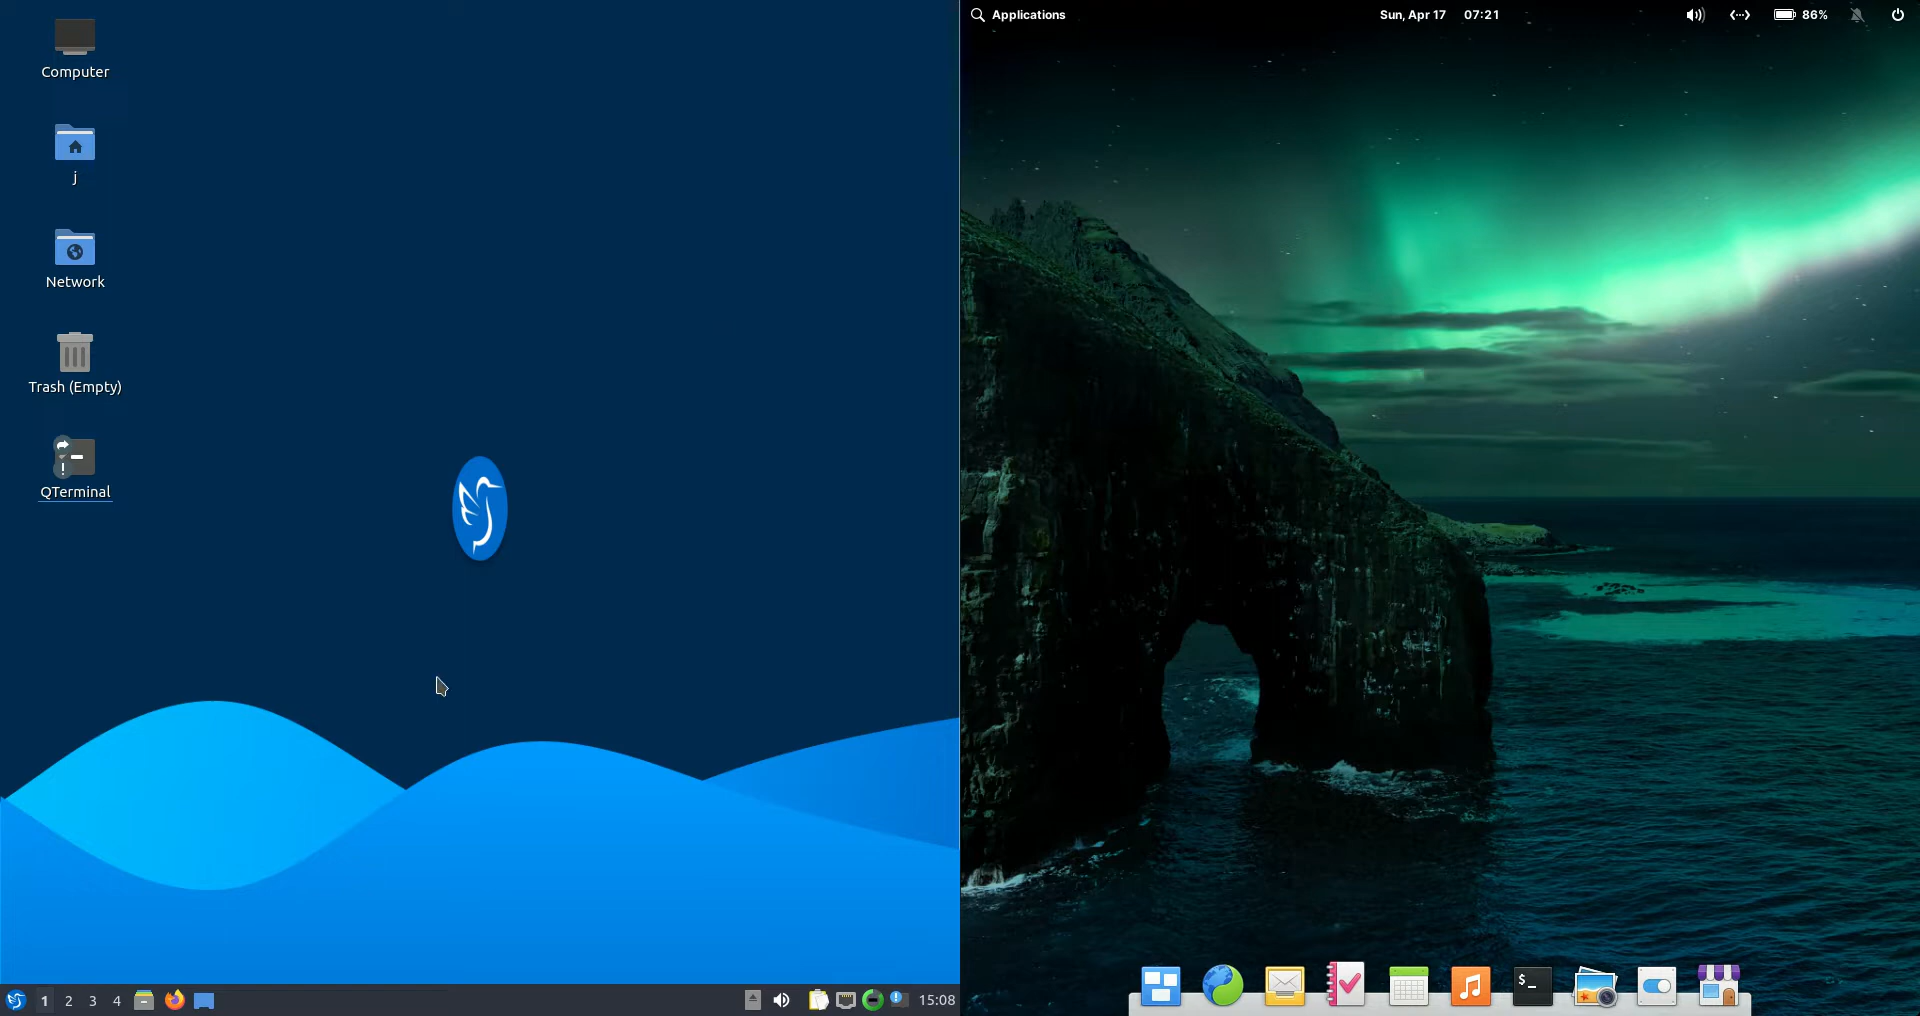 Computer
j
Network
Trash (Empty)
QTerminal
1 2 3 4
15:08
Applications
Sun, Apr 17 07:21
86%
$_